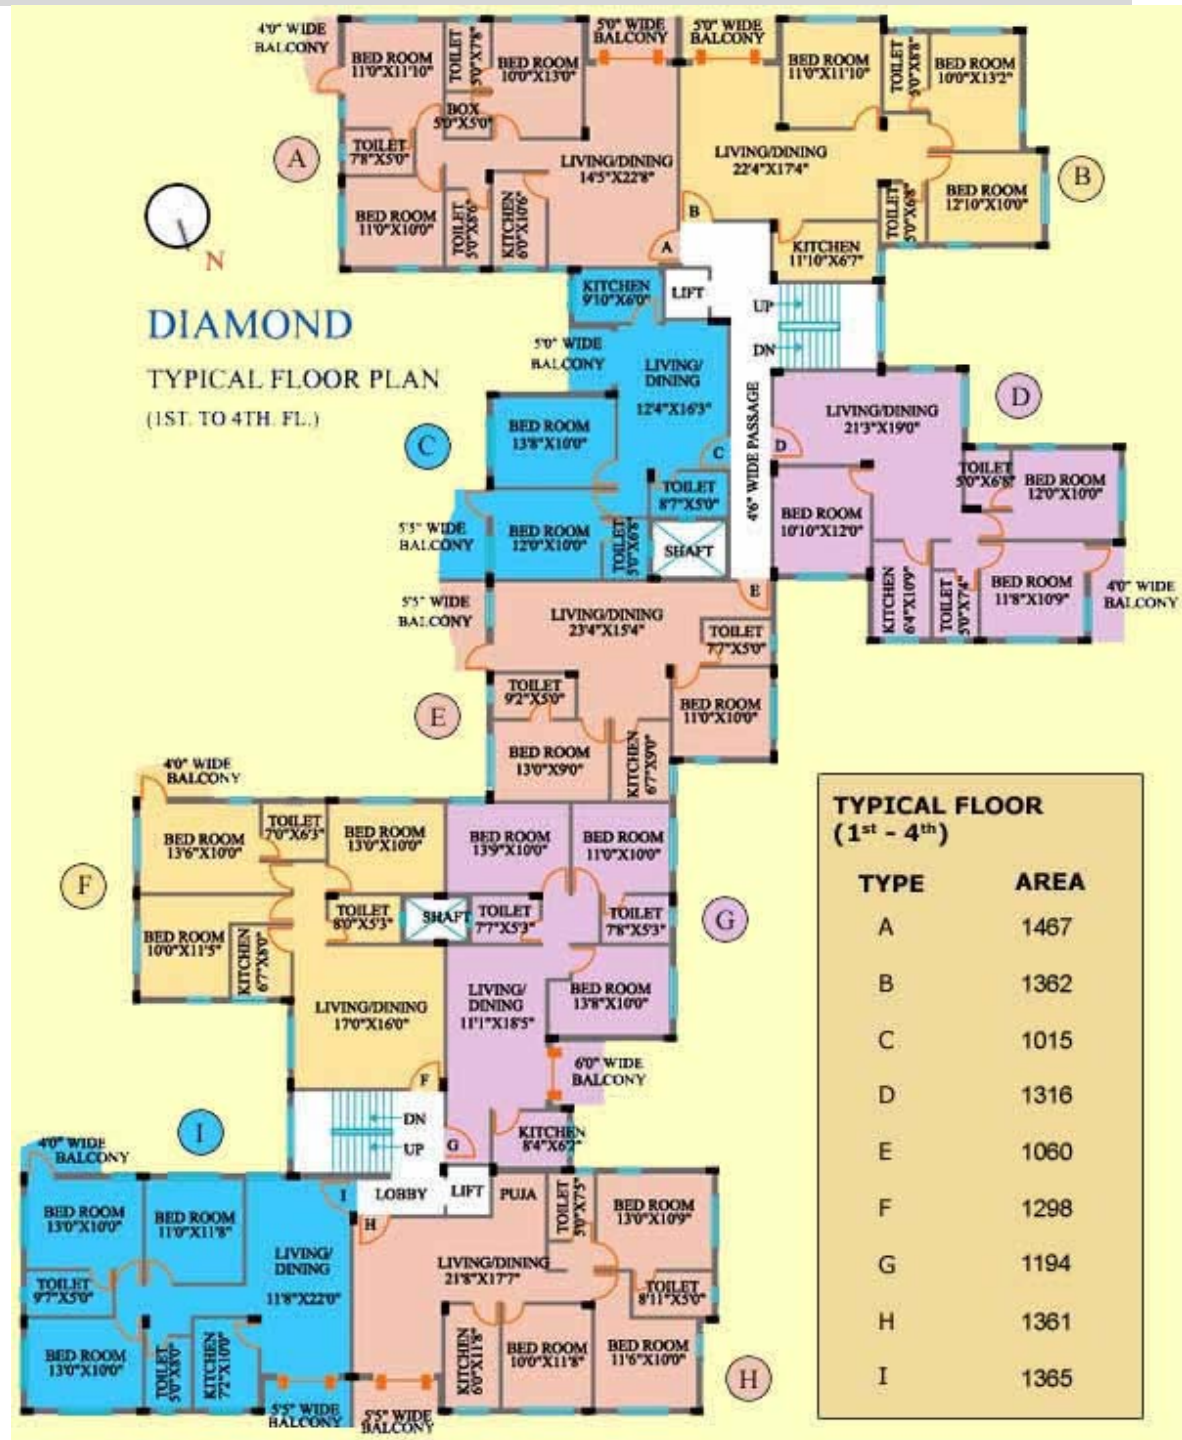 4'0" WIDE
BALCONY
BED ROOM
11'0"X11'10"
TOILET
5'0"X7'8"
BED ROOM
10'0"X13'0"
5'0" WIDE
BALCONY
5'0" WIDE
BALCONY
BED ROOM
11'0"X11'10"
TOILET
5'0"X8'8"
BED ROOM
10'0"X13'2"
BOX
5'0"X5'0"
A
TOILET
7'8"X5'0"
LIVING/DINING
14'5"X22'8"
LIVING/DINING
22'4"X17'4"
B
BED ROOM
12'10"X10'0"
BED ROOM
11'0"X10'0"
TOILET
5'0"X8'6"
KITCHEN
6'0"X10'6"
B
A
TOILET
5'0"X6'8"
KITCHEN
11'10"X6'7"
N
DIAMOND
TYPICAL FLOOR PLAN
(1ST. TO 4TH. FL.)
KITCHEN
9'10"X6'0"
LIFT
UP
DN
5'0" WIDE
BALCONY
LIVING/
DINING
12'4"X16'3"
4'6" WIDE PASSAGE
D
LIVING/DINING
21'3"X19'0"
C
BED ROOM
13'8"X10'0"
C
D
TOILET
8'7"X5'0"
TOILET
5'0"X6'8"
BED ROOM
12'0"X10'0"
BED ROOM
10'10"X12'0"
5'5" WIDE
BALCONY
BED ROOM
12'0"X10'0"
TOILET
5'0"X6'8"
SHAFT
KITCHEN
6'4"X10'9"
TOILET
5'0"X7'4"
BED ROOM
11'8"X10'9"
4'0" WIDE
BALCONY
5'5" WIDE
BALCONY
E
LIVING/DINING
23'4"X15'4"
TOILET
7'7"X5'0"
TOILET
9'2"X5'0"
E
BED ROOM
11'0"X10'0"
BED ROOM
13'0"X9'0"
KITCHEN
6'7"X9'0"
4'0" WIDE
BALCONY
BED ROOM
13'6"X10'0"
TOILET
7'0"X6'3"
BED ROOM
13'0"X10'0"
BED ROOM
13'9"X10'0"
BED ROOM
11'0"X10'0"
F
TOILET
8'0"X5'3"
SHAFT
TOILET
7'7"X5'3"
TOILET
7'8"X5'3"
G
BED ROOM
10'0"X11'5"
KITCHEN
6'7"X8'0"
LIVING/DINING
17'0"X16'0"
LIVING/
DINING
11'1"X18'5"
BED ROOM
13'8"X10'0"
F
6'0" WIDE
BALCONY
I
DN
UP
G
KITCHEN
8'4"X6'2"
4'0" WIDE
BALCONY
I
LOBBY
LIFT
PUJA
H
TOILET
5'0"X7'5"
BED ROOM
13'0"X10'9"
BED ROOM
13'0"X10'0"
BED ROOM
11'0"X11'8"
LIVING/
DINING
11'8"X22'0"
LIVING/DINING
21'8"X17'7"
TOILET
9'7"X5'0"
TOILET
8'11"X5'0"
BED ROOM
13'0"X10'0"
TOILET
5'0"X8'0"
KITCHEN
7'2"X10'0"
KITCHEN
6'0"X11'8"
BED ROOM
10'0"X11'8"
BED ROOM
11'6"X10'0"
H
5'5" WIDE
BALCONY
5'5" WIDE
BALCONY
TYPICAL FLOOR
(1st - 4th)
TYPE AREA
A 1467
B 1362
C 1015
D 1316
E 1060
F 1298
G 1194
H 1361
I 1365